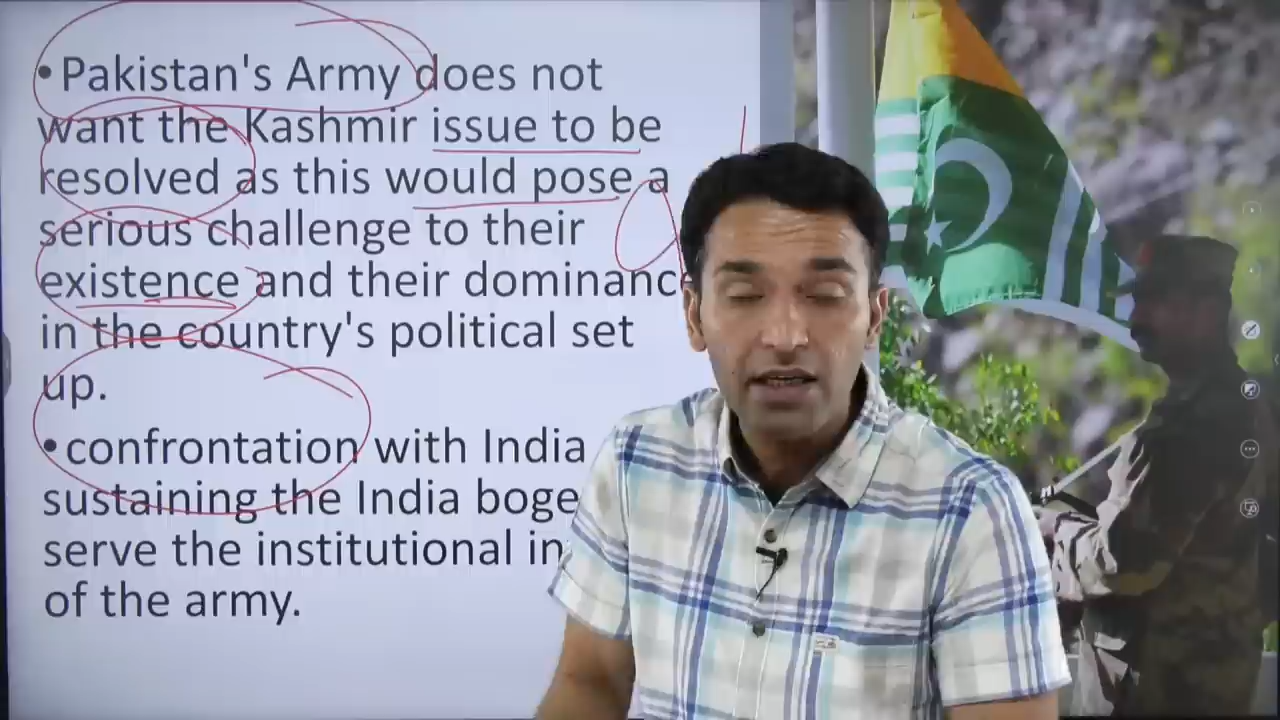 •Pakistan's Army does not
want the Kashmir issue to be
resolved as this would pose a
serious challenge to their
existence and their dominanc
in the country's political set
up.
•confrontation with India
sustaining the India boge
serve the institutional in
of the army.